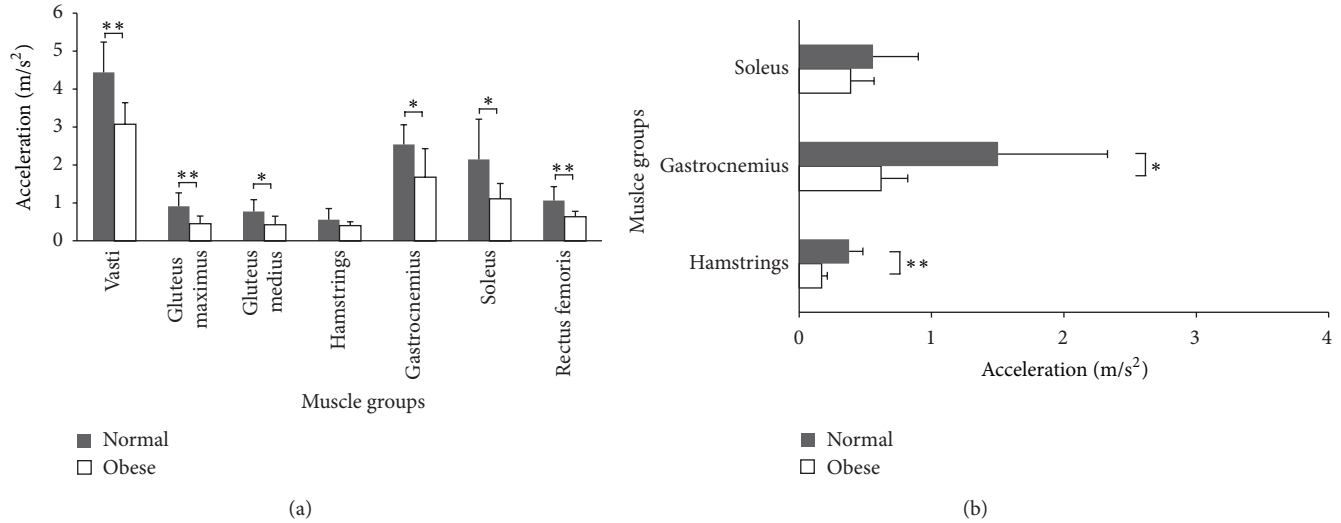 6
5
4
3
2
1
0
Acceleration (m/s²)
**
**
*
*
*
**
Vasti
Gluteus
maximus
Gluteus
medius
Hamstrings
Gastrocnemius
Soleus
Rectus femoris
Muscle groups
Normal
Obese
(a)
Muslce groups
Soleus
Gastrocnemius
Hamstrings
*
**
0 1 2 3 4
Acceleration (m/s²)
Normal
Obese
(b)